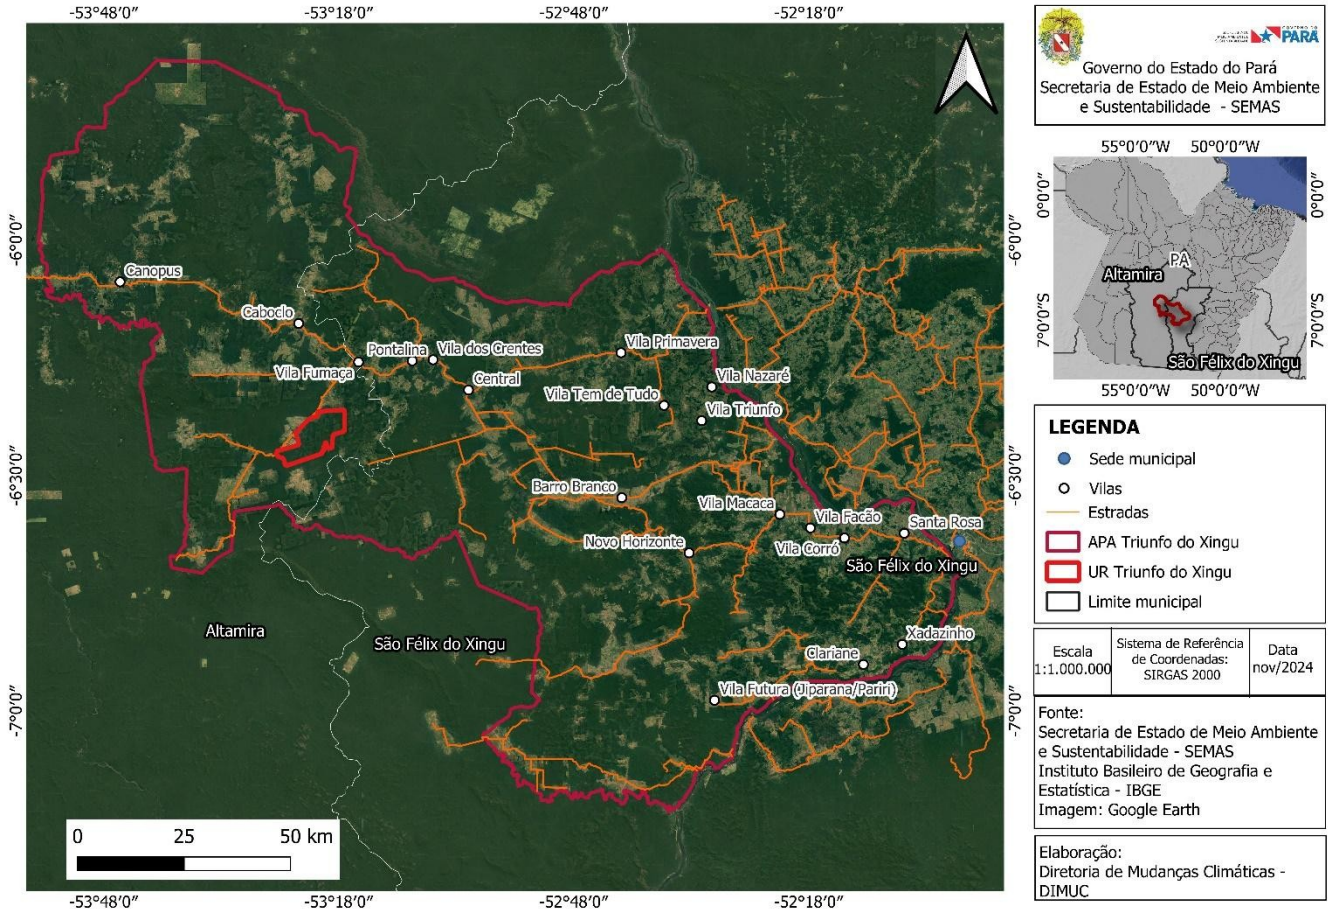 -53°48'0" -53°18'0" -52°48'0" -52°18'0"
-6°0'0"
-6°30'0"
-7°0'0"
Canopus
Caboclo
Vila Fumaça
Pontalina
Vila dos Crentes
Central
Vila Primavera
Vila Tem de Tudo
Vila Nazaré
Vila Triunfo
Barro Branco
Novo Horizonte
Vila Macaca
Vila Facão
Vila Corró
Santa Rosa
São Félix do Xingu
Altamira
São Félix do Xingu
Xadazinho
Clariane
Vila Futura (Jiparana/Pariri)
0 25 50 km
-6°0'0"
-6°30'0"
-7°0'0"
-53°48'0" -53°18'0" -52°48'0" -52°18'0"
GOVERNO DO
PARÁ
Governo do Estado do Pará
Secretaria de Estado de Meio Ambiente
e Sustentabilidade - SEMAS
55°0'0"W 50°0'0"W
0°0'0"
7°0'0"S
PA
Altamira
São Félix do Xingu
0°0'0"
7°0'0"S
55°0'0"W 50°0'0"W
LEGENDA
Sede municipal
Vilas
Estradas
APA Triunfo do Xingu
UR Triunfo do Xingu
Limite municipal
Escala
1:1.000.000
Sistema de Referência
de Coordenadas:
SIRGAS 2000
Data
nov/2024
Fonte:
Secretaria de Estado de Meio Ambiente
e Sustentabilidade - SEMAS
Instituto Basileiro de Geografia e
Estatística - IBGE
Imagem: Google Earth
Elaboração:
Diretoria de Mudanças Climáticas -
DIMUC